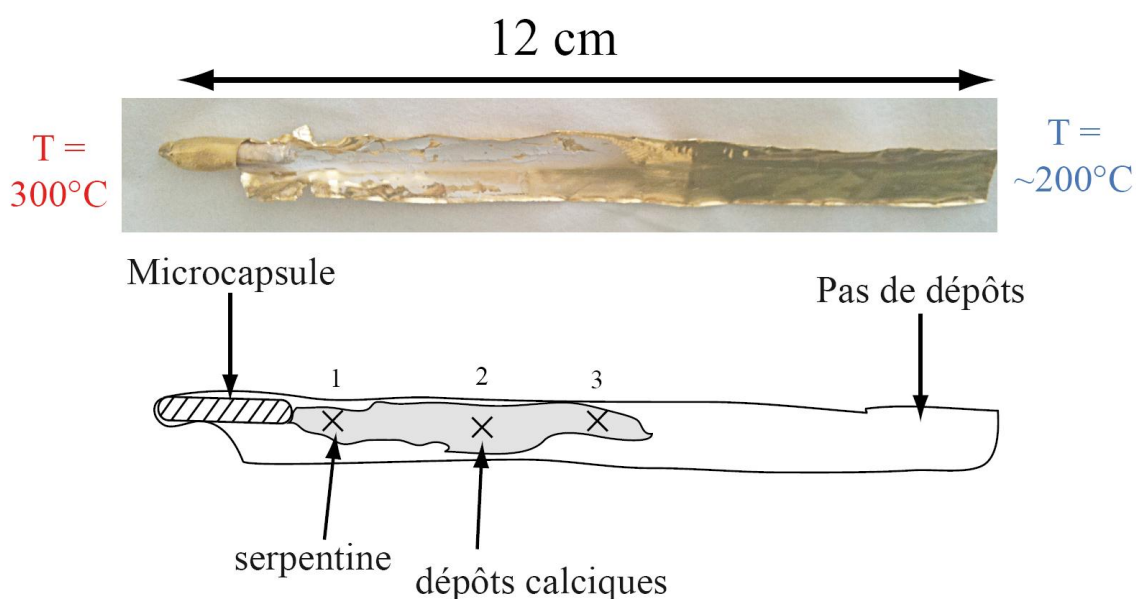 12 cm
T =
300°C
T =
~200°C
Microcapsule
Pas de dépôts
1
2
3
serpentine
dépôts calciques